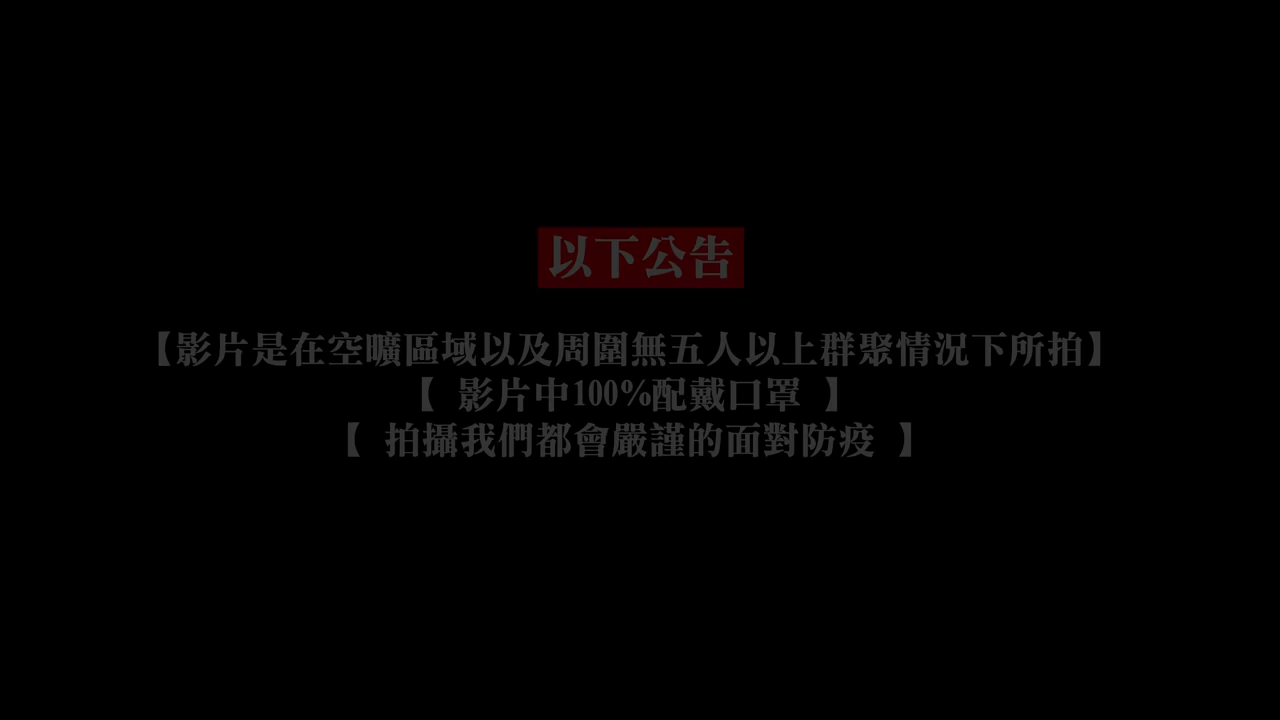 以下公告
【影片是在空曠區域以及周圍無五人以上群聚情況下所拍】
【 影片中100%配戴口罩 】
【 拍攝我們都會嚴謹的面對防疫 】